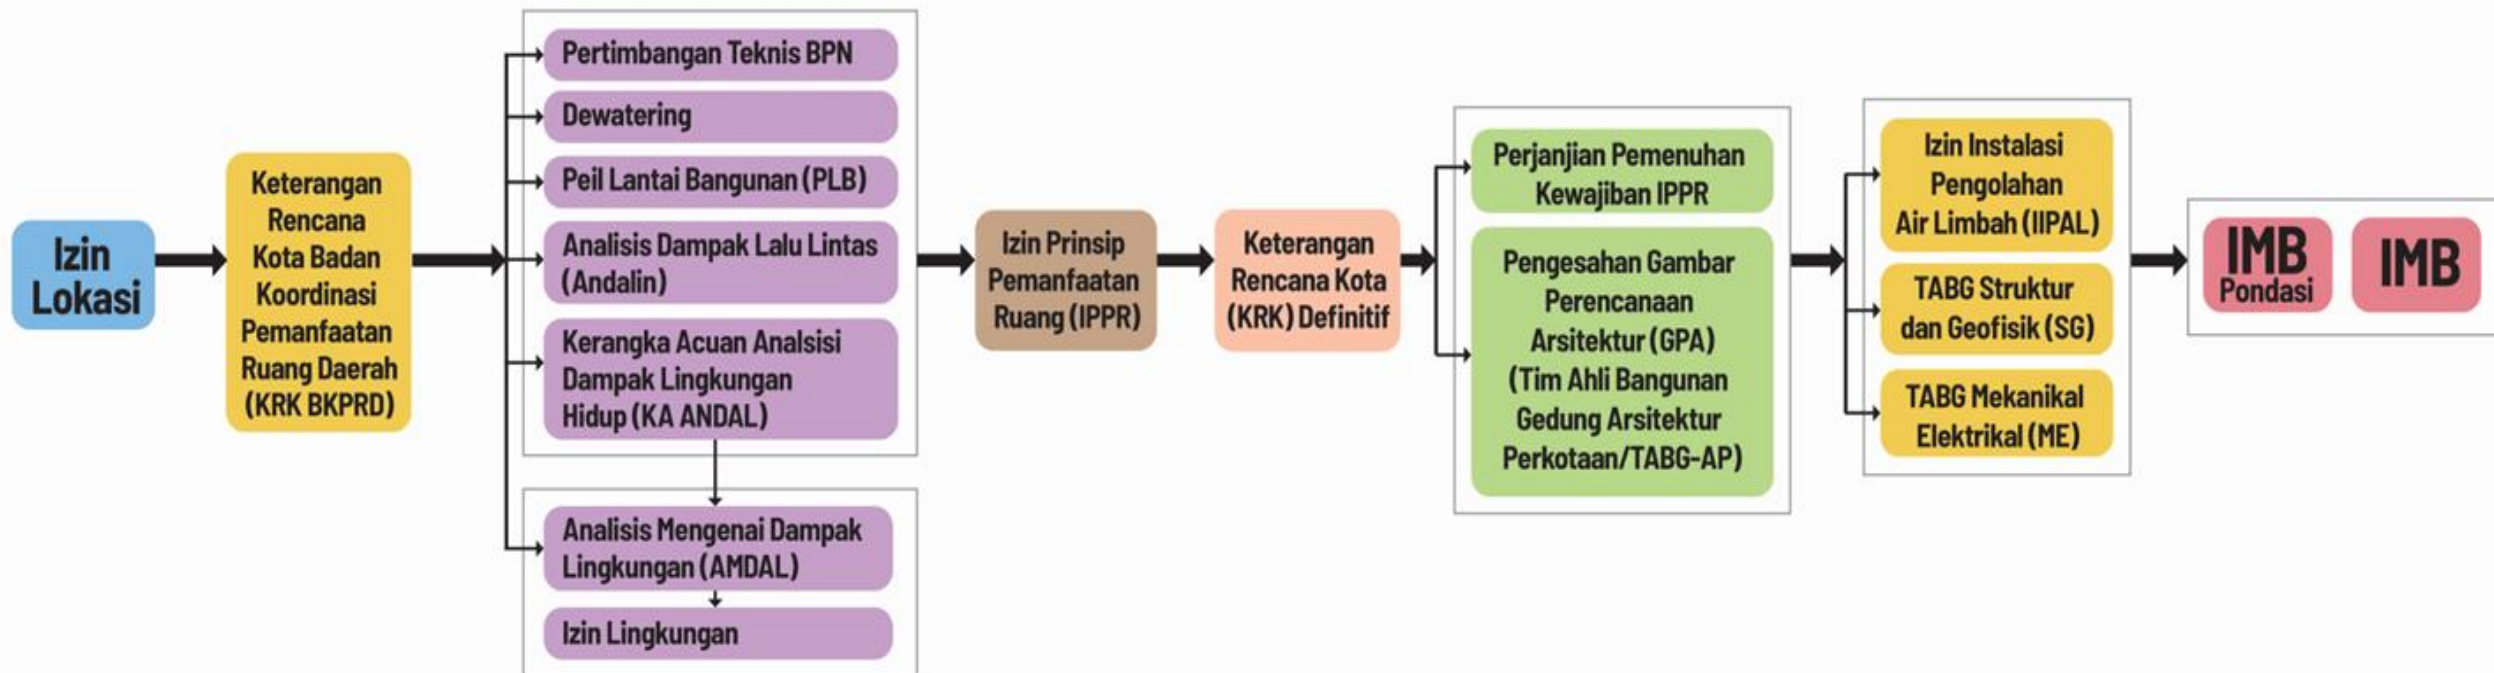 Izin
Lokasi
Keterangan
Rencana
Kota Badan
Koordinasi
Pemanfaatan
Ruang Daerah
(KRK BKPRD)
Pertimbangan Teknis BPN
Dewatering
Peil Lantai Bangunan (PLB)
Analisis Dampak Lalu Lintas
(Andalin)
Kerangka Acuan Analsisi
Dampak Lingkungan
Hidup (KA ANDAL)
Analisis Mengenai Dampak
Lingkungan (AMDAL)
Izin Lingkungan
Izin Prinsip
Pemanfaatan
Ruang (IPPR)
Keterangan
Rencana Kota
(KRK) Definitif
Perjanjian Pemenuhan
Kewajiban IPPR
Pengesahan Gambar
Perencanaan
Arsitektur (GPA)
(Tim Ahli Bangunan
Gedung Arsitektur
Perkotaan/TABG-AP)
Izin Instalasi
Pengolahan
Air Limbah (IIPAL)
TABG Struktur
dan Geofisik (SG)
TABG Mekanikal
Elektrikal (ME)
IMB
Pondasi
IMB